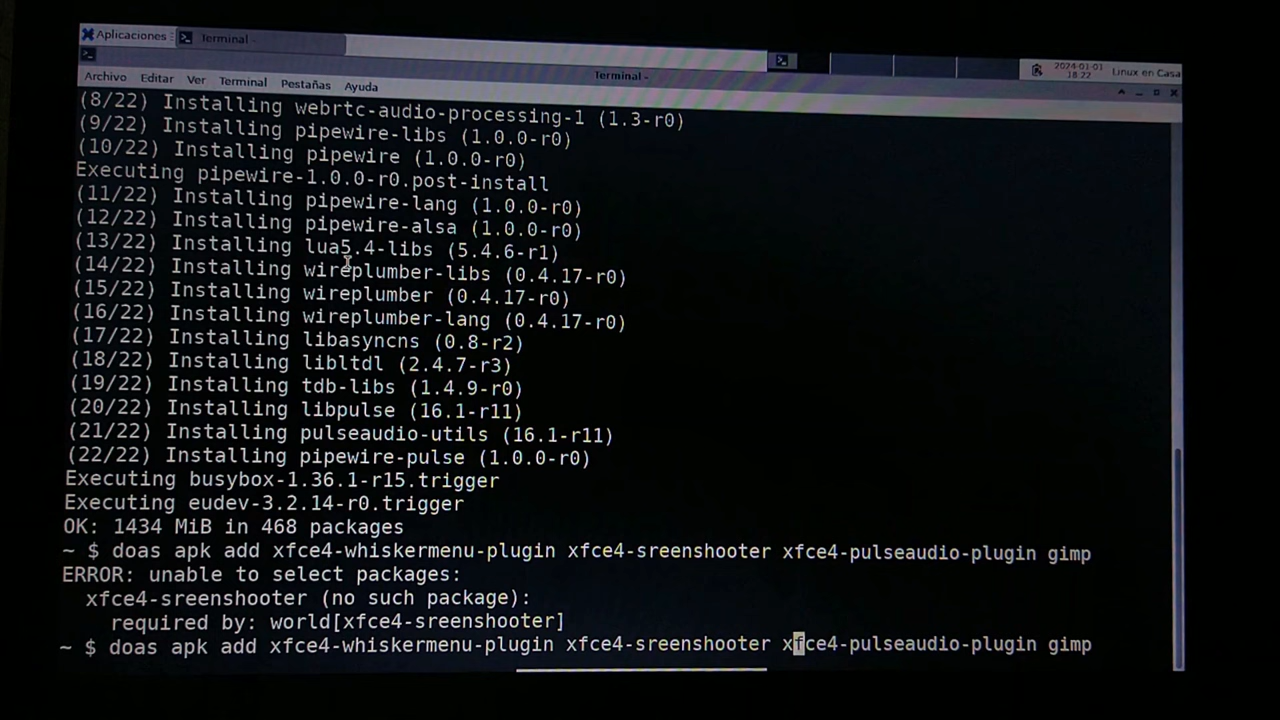 Aplicaciones
Terminal -
Terminal -
2024-01-01
18:22
Linux en Casa
Archivo Editar Ver Terminal Pestañas Ayuda
(8/22) Installing webrtc-audio-processing-1 (1.3-r0)
(9/22) Installing pipewire-libs (1.0.0-r0)
(10/22) Installing pipewire (1.0.0-r0)
Executing pipewire-1.0.0-r0.post-install
(11/22) Installing pipewire-lang (1.0.0-r0)
(12/22) Installing pipewire-alsa (1.0.0-r0)
(13/22) Installing lua5.4-libs (5.4.6-r1)
(14/22) Installing wireplumber-libs (0.4.17-r0)
(15/22) Installing wireplumber (0.4.17-r0)
(16/22) Installing wireplumber-lang (0.4.17-r0)
(17/22) Installing libasyncns (0.8-r2)
(18/22) Installing libltdl (2.4.7-r3)
(19/22) Installing tdb-libs (1.4.9-r0)
(20/22) Installing libpulse (16.1-r11)
(21/22) Installing pulseaudio-utils (16.1-r11)
(22/22) Installing pipewire-pulse (1.0.0-r0)
Executing busybox-1.36.1-r15.trigger
Executing eudev-3.2.14-r0.trigger
OK: 1434 MiB in 468 packages
~ $ doas apk add xfce4-whiskermenu-plugin xfce4-sreenshooter xfce4-pulseaudio-plugin gimp
ERROR: unable to select packages:
xfce4-sreenshooter (no such package):
required by: world[xfce4-sreenshooter]
~ $ doas apk add xfce4-whiskermenu-plugin xfce4-sreenshooter xfce4-pulseaudio-plugin gimp